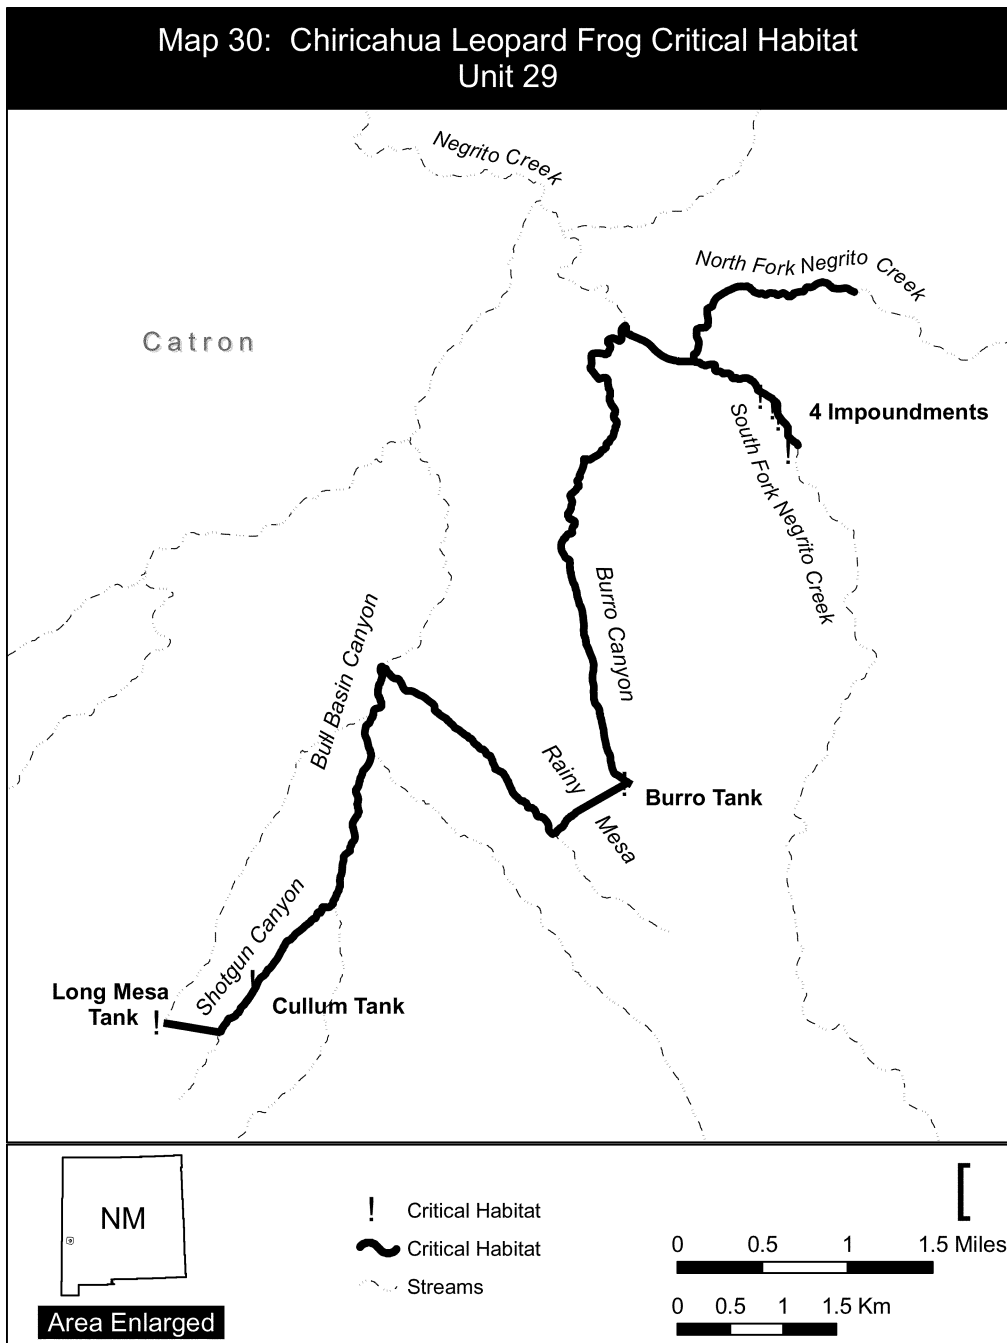 Map 30: Chiricahua Leopard Frog Critical Habitat
Unit 29
Negrito Creek
North Fork Negrito Creek
Catron
4 Impoundments
South Fork Negrito Creek
Burro Canyon
Bull Basin Canyon
Rainy
Mesa
Burro Tank
Shotgun Canyon
Long Mesa
Tank !
Cullum Tank
NM
Area Enlarged
! Critical Habitat
Critical Habitat
Streams
[
0 0.5 1 1.5 Miles
0 0.5 1 1.5 Km